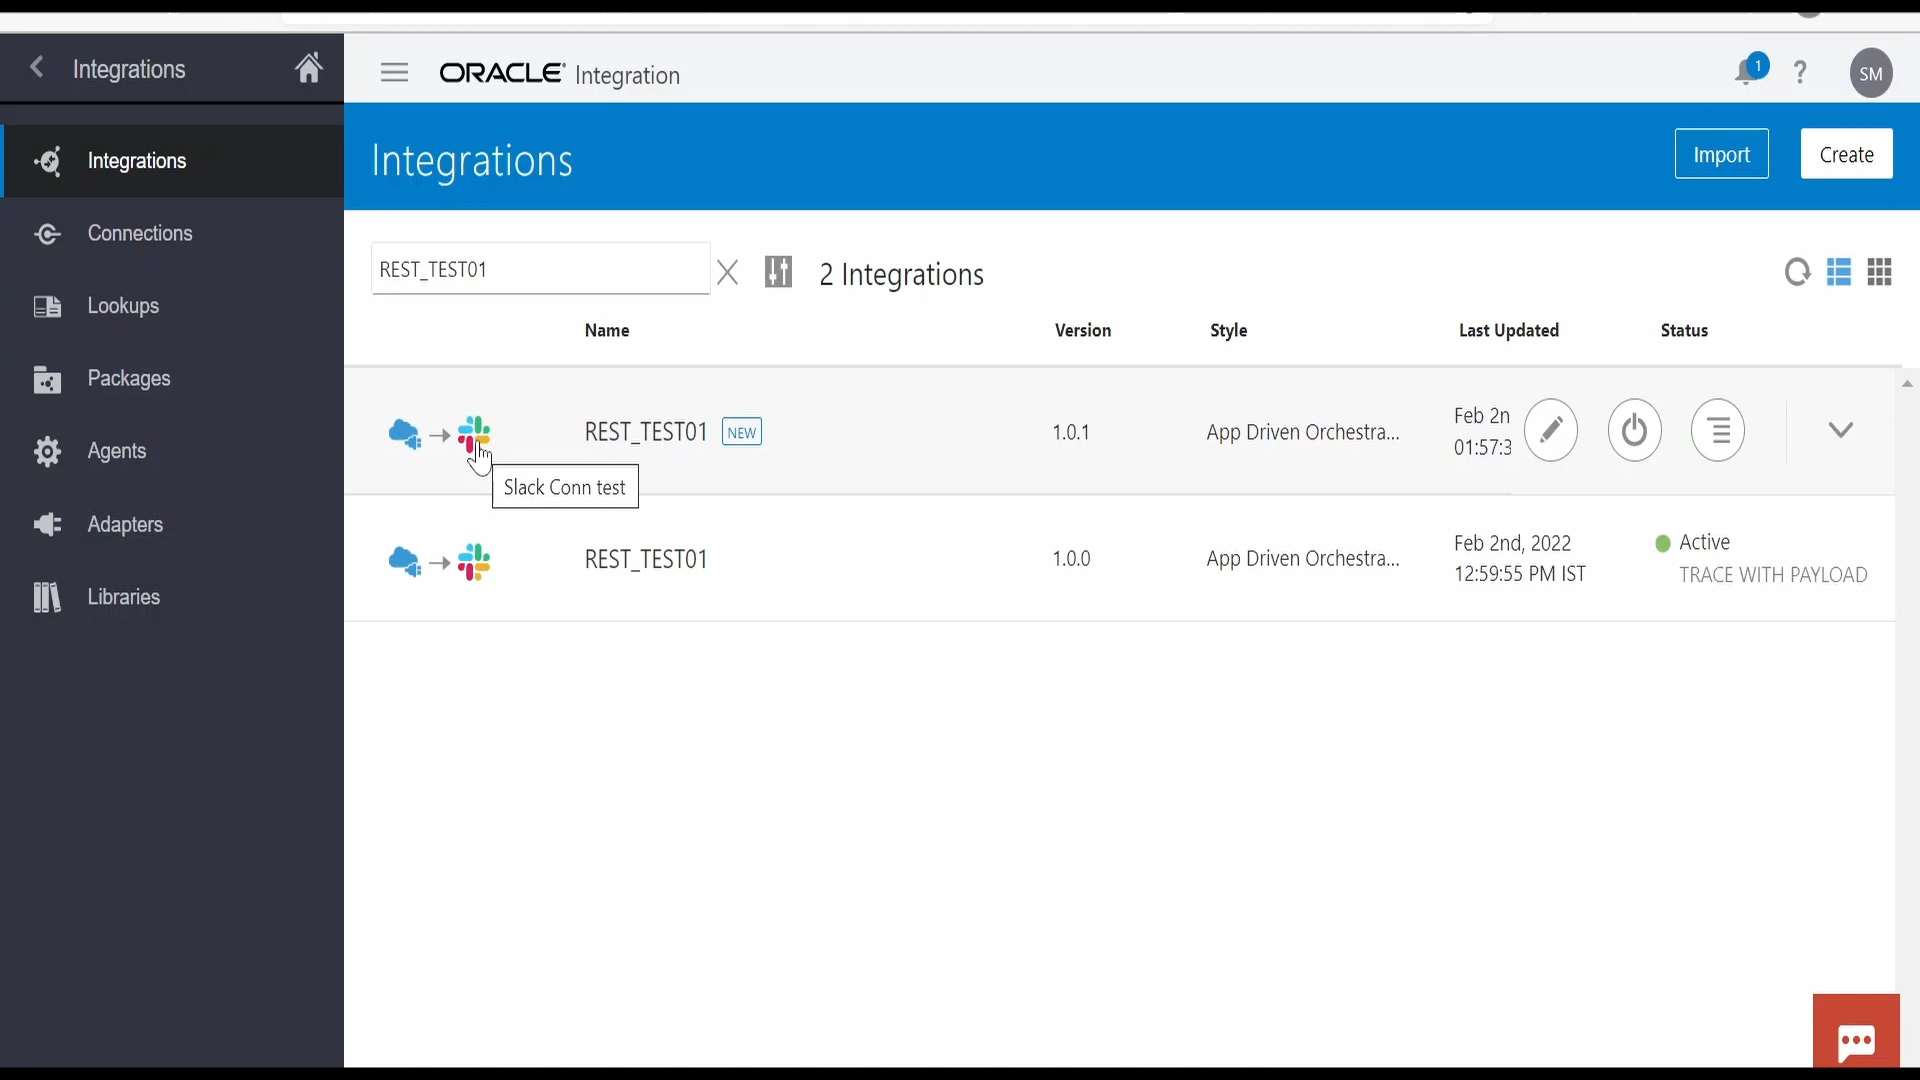 Integrations
ORACLE Integration
1
?
SM
Integrations
Import
Create
Integrations
Connections
Lookups
Packages
Agents
Adapters
Libraries
REST_TEST01
2 Integrations
Name
Version
Style
Last Updated
Status
REST_TEST01 NEW
1.0.1
App Driven Orchestra...
Feb 2n
01:57:3
Slack Conn test
REST_TEST01
1.0.0
App Driven Orchestra...
Feb 2nd, 2022
12:59:55 PM IST
Active
TRACE WITH PAYLOAD